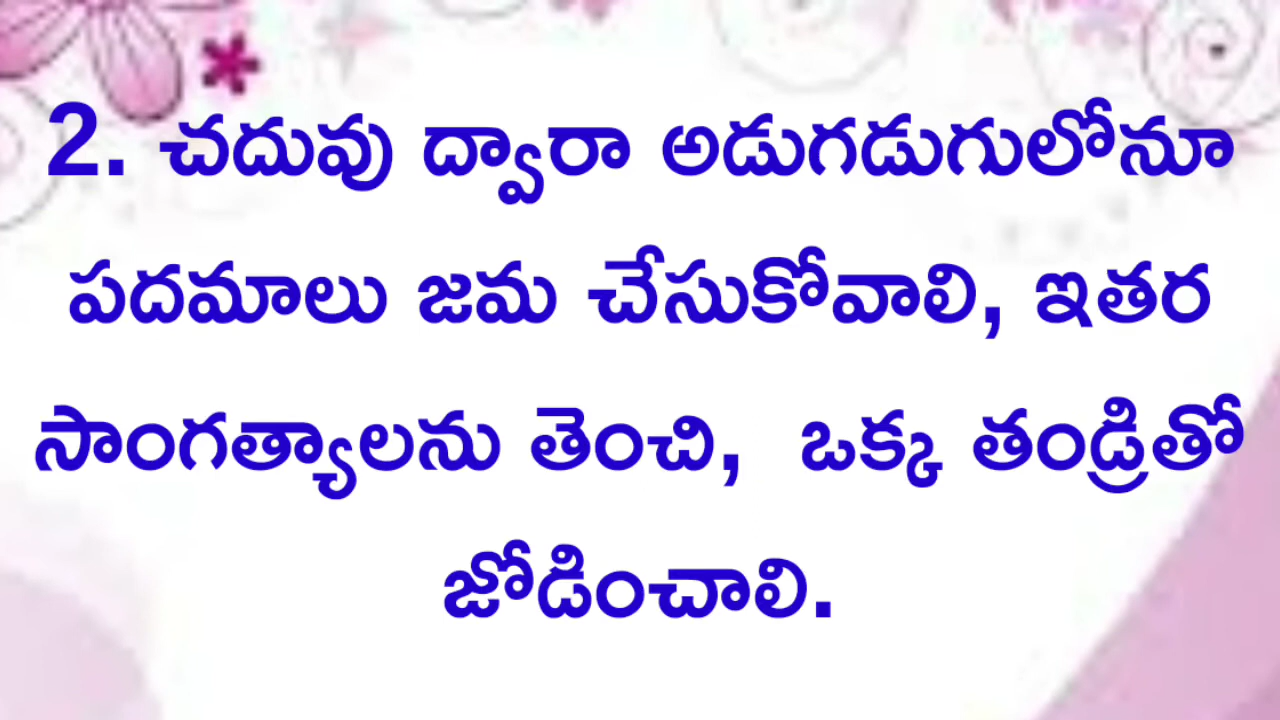 2. చదువు ద్వారా అడుగడుగులోనూ
పదమాలు జమ చేసుకోవాలి, ఇతర
సాంగత్యాలను తెంచి,  ఒక్క తండ్రితో
జోడించాలి.